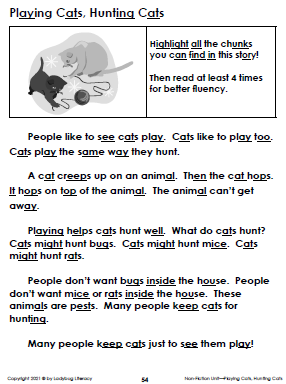 Playing Cats, Hunting Cats
Highlight all the chunks
you can find in this story!
Then read at least 4 times
for better fluency.
People like to see cats play. Cats like to play too.
Cats play the same way they hunt.
A cat creeps up on an animal. Then the cat hops.
It hops on top of the animal. The animal can't get
away.
Playing helps cats hunt well. What do cats hunt?
Cats might hunt bugs. Cats might hunt mice. Cats
might hunt rats.
People don't want bugs inside the house. People
don't want mice or rats inside the house. These
animals are pests. Many people keep cats for
hunting.
Many people keep cats just to see them play!
Copyright 2021 © by Ladybug Literacy
54
Non-Fiction Unit—Playing Cats, Hunting Cats